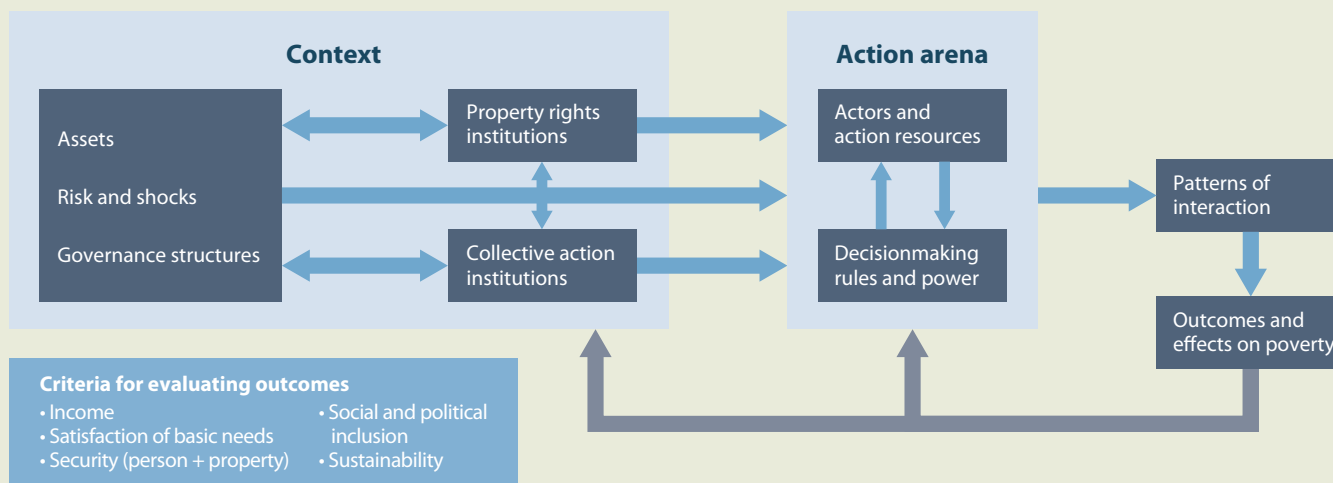 Context
Assets
Risk and shocks
Governance structures
Property rights
institutions
Collective action
institutions
Action arena
Actors and
action resources
Decisionmaking
rules and power
Patterns of
interaction
Outcomes and
effects on poverty
Criteria for evaluating outcomes
• Income
• Satisfaction of basic needs
• Security (person + property)
• Social and political
inclusion
• Sustainability